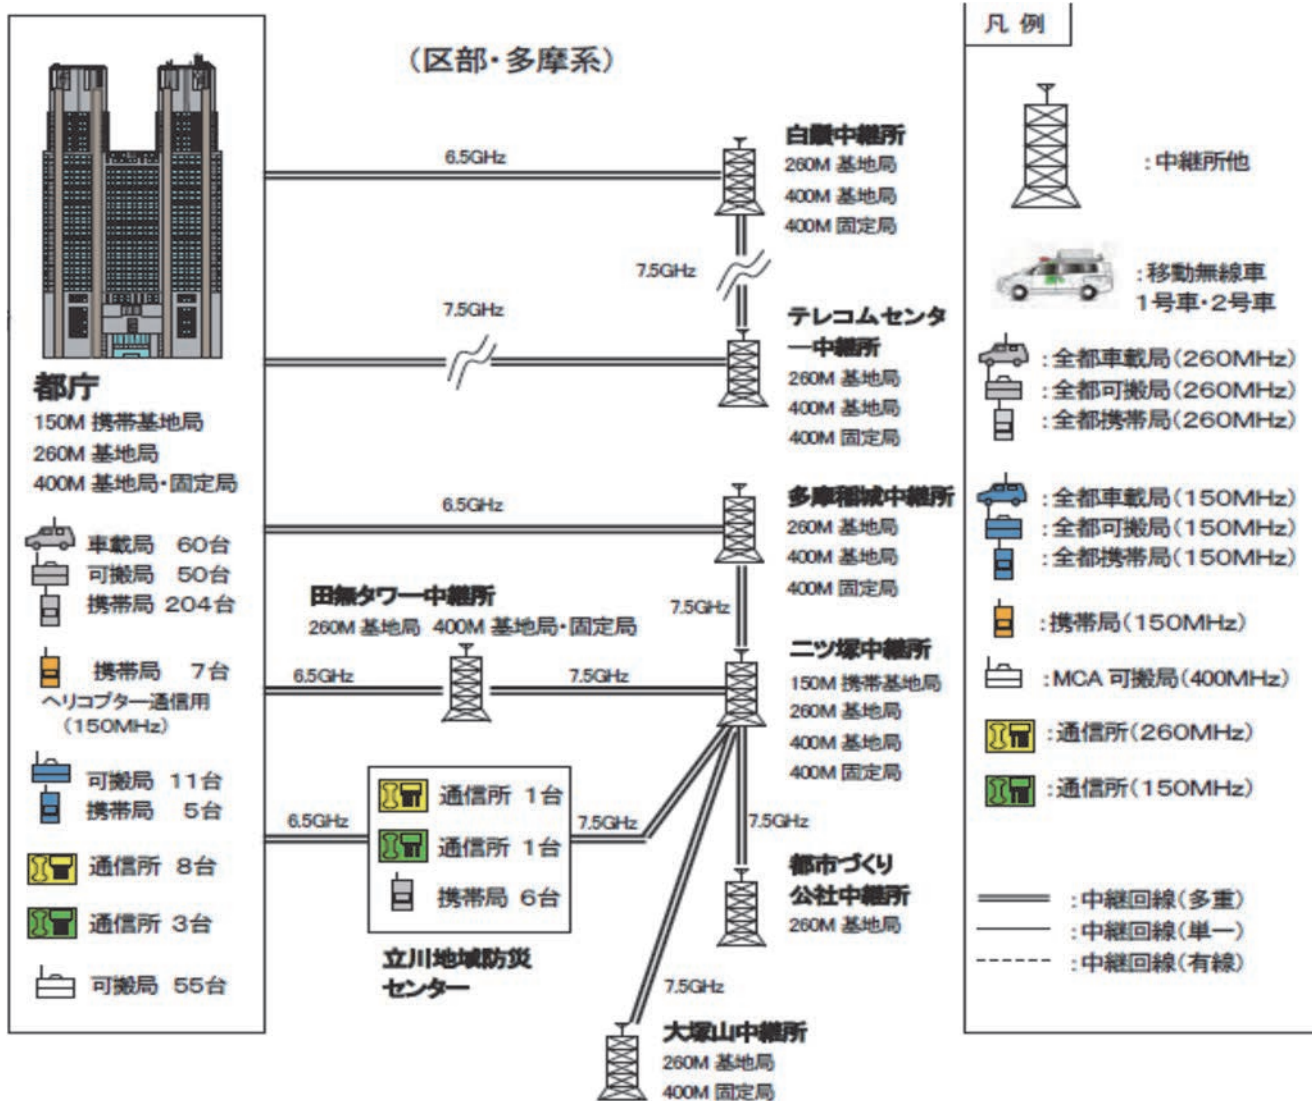 (区部・多摩系)
都庁
150M 携帯基地局
260M 基地局
400M 基地局・固定局
車載局 60台
可搬局 50台
携帯局 204台
携帯局 7台
ヘリコプター通信用
(150MHz)
可搬局 11台
携帯局 5台
通信所 8台
通信所 3台
可搬局 55台
6.5GHz
白鬚中継所
260M 基地局
400M 基地局
400M 固定局
7.5GHz
7.5GHz
テレコムセンタ
ー中継所
260M 基地局
400M 基地局
400M 固定局
6.5GHz
多摩稲城中継所
260M 基地局
400M 基地局
400M 固定局
7.5GHz
田無タワー中継所
260M 基地局 400M 基地局・固定局
6.5GHz
7.5GHz
二ツ塚中継所
150M 携帯基地局
260M 基地局
400M 基地局
400M 固定局
6.5GHz
通信所 1台
通信所 1台
携帯局 6台
立川地域防災
センター
7.5GHz
7.5GHz
都市づくり
公社中継所
260M 基地局
7.5GHz
大塚山中継所
260M 基地局
400M 固定局
凡 例
:中継所他
:移動無線車
1号車・2号車
:全都車載局(260MHz)
:全都可搬局(260MHz)
:全都携帯局(260MHz)
:全都車載局(150MHz)
:全都可搬局(150MHz)
:全都携帯局(150MHz)
:携帯局(150MHz)
:MCA 可搬局(400MHz)
:通信所(260MHz)
:通信所(150MHz)
:中継回線(多重)
:中継回線(単一)
:中継回線(有線)